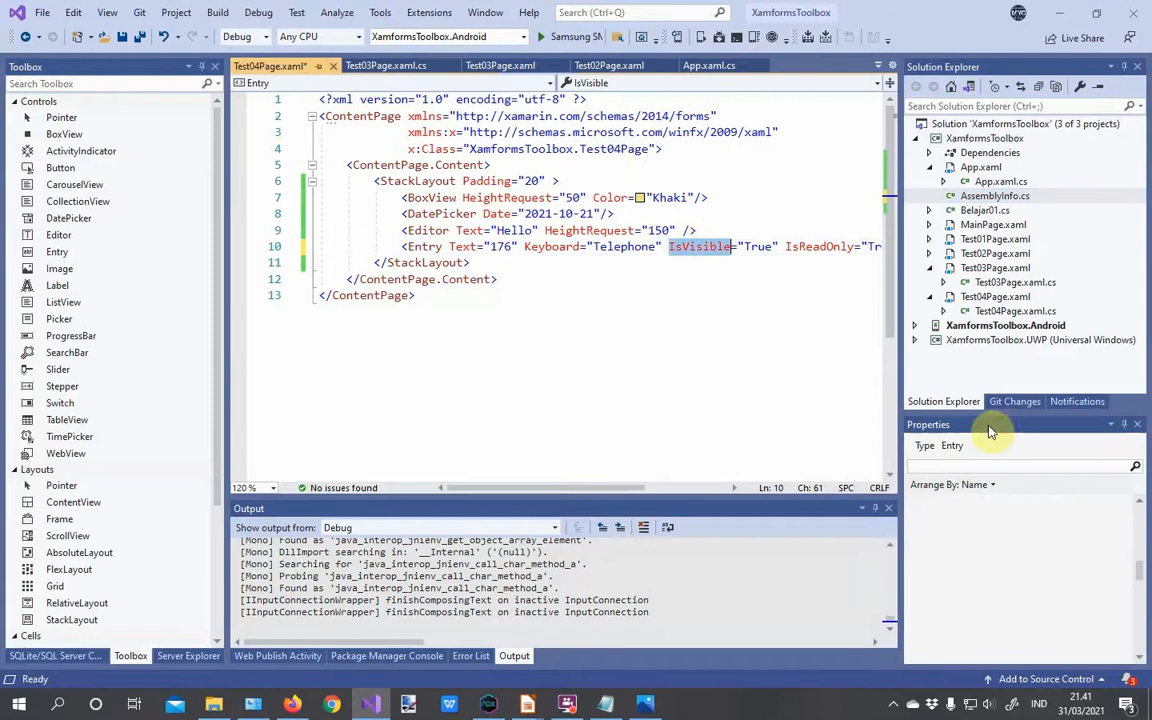 File Edit View Git Project Build Debug Test Analyze Tools Extensions Window Help Search (Ctrl+Q) XamformsToolbox
Debug Any CPU XamformsToolbox.Android Samsung SM Live Share
Toolbox
Search Toolbox
Controls
Pointer
BoxView
ActivityIndicator
Button
CarouselView
CollectionView
DatePicker
Editor
Entry
Image
Label
ListView
Picker
ProgressBar
SearchBar
Slider
Stepper
Switch
TableView
TimePicker
WebView
Layouts
Pointer
ContentView
Frame
ScrollView
AbsoluteLayout
FlexLayout
Grid
RelativeLayout
StackLayout
Cells
SQLite/SQL Server C... Toolbox Server Explorer
Test04Page.xaml* Test03Page.xaml.cs Test03Page.xaml Test02Page.xaml App.xaml.cs
Entry IsVisible
1 <?xml version="1.0" encoding="utf-8" ?>
2 <ContentPage xmlns="http://xamarin.com/schemas/2014/forms"
3 xmlns:x="http://schemas.microsoft.com/winfx/2009/xaml"
4 x:Class="XamformsToolbox.Test04Page">
5 <ContentPage.Content>
6 <StackLayout Padding="20" >
7 <BoxView HeightRequest="50" Color="Khaki"/>
8 <DatePicker Date="2021-10-21"/>
9 <Editor Text="Hello" HeightRequest="150" />
10 <Entry Text="176" Keyboard="Telephone" IsVisible="True" IsReadOnly="Tr
11 </StackLayout>
12 </ContentPage.Content>
13 </ContentPage>
120 % No issues found Ln: 10 Ch: 61 SPC CRLF
Output
Show output from: Debug
[Mono] Found as 'java_interop_jnienv_get_object_array_element'.
[Mono] DllImport searching in: '__Internal' ('(null)').
[Mono] Searching for 'java_interop_jnienv_call_char_method_a'.
[Mono] Probing 'java_interop_jnienv_call_char_method_a'.
[Mono] Found as 'java_interop_jnienv_call_char_method_a'.
[IInputConnectionWrapper] finishComposingText on inactive InputConnection
[IInputConnectionWrapper] finishComposingText on inactive InputConnection
Web Publish Activity Package Manager Console Error List Output
Solution Explorer
Search Solution Explorer (Ctrl+;)
Solution 'XamformsToolbox' (3 of 3 projects)
XamformsToolbox
Dependencies
App.xaml
App.xaml.cs
AssemblyInfo.cs
Belajar01.cs
MainPage.xaml
Test01Page.xaml
Test02Page.xaml
Test03Page.xaml
Test03Page.xaml.cs
Test04Page.xaml
Test04Page.xaml.cs
XamformsToolbox.Android
XamformsToolbox.UWP (Universal Windows)
Solution Explorer Git Changes Notifications
Properties
Type Entry
Arrange By: Name
Ready Add to Source Control
IND 21.41
31/03/2021